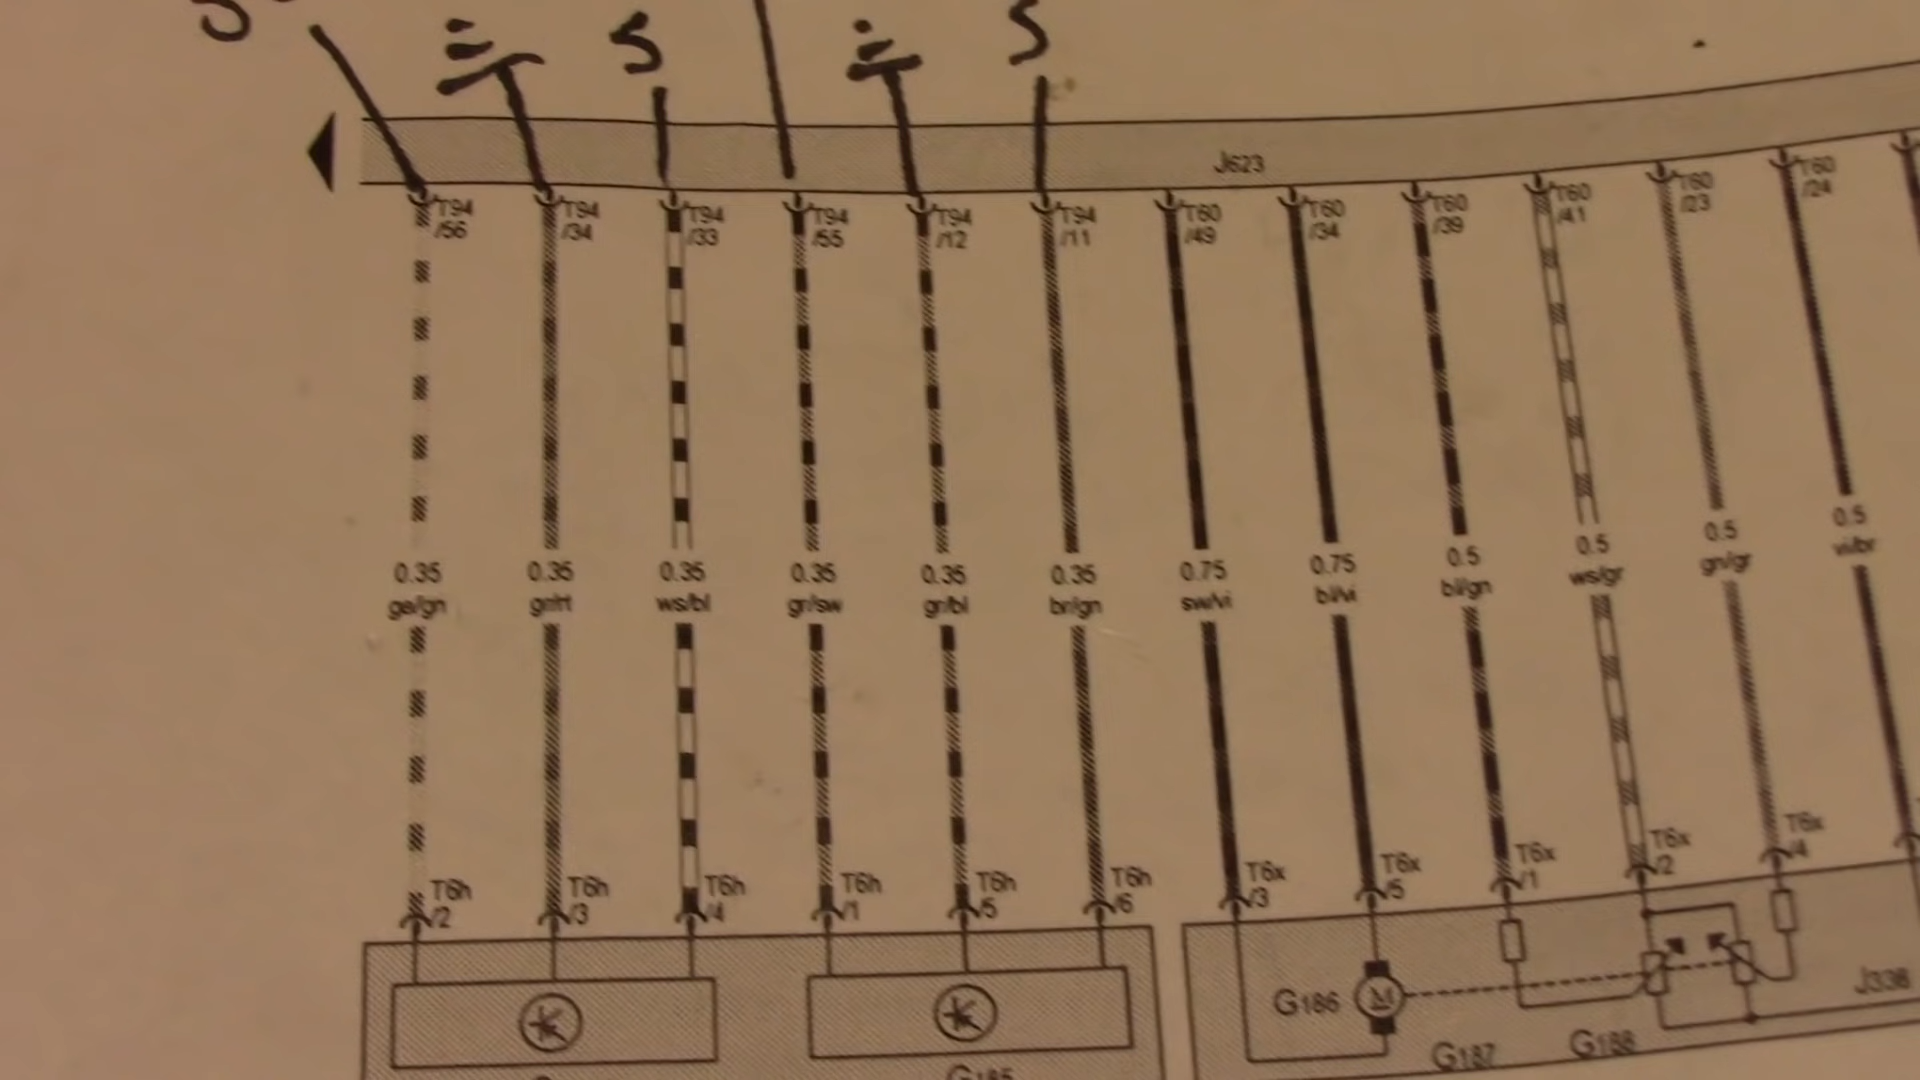 5
S
S
J623
T94
/56
T94
/34
T94
/33
T94
/55
T94
/12
T94
/11
T60
/49
T60
/34
T60
/39
T60
/41
T60
/23
T60
/24
0.35
ge/gn
0.35
gr/rt
0.35
ws/bl
0.35
gr/sw
0.35
gr/bl
0.35
br/gn
0.75
sw/vi
0.75
bl/vi
0.5
bl/gn
0.5
ws/gr
0.5
gn/gr
0.5
vi/br
T6h
/2
T6h
/3
T6h
/4
T6h
/1
T6h
/5
T6h
/6
T6x
/3
T6x
/5
T6x
/1
T6x
/2
T6x
/4
G186
M
J338
G187
G188
G185